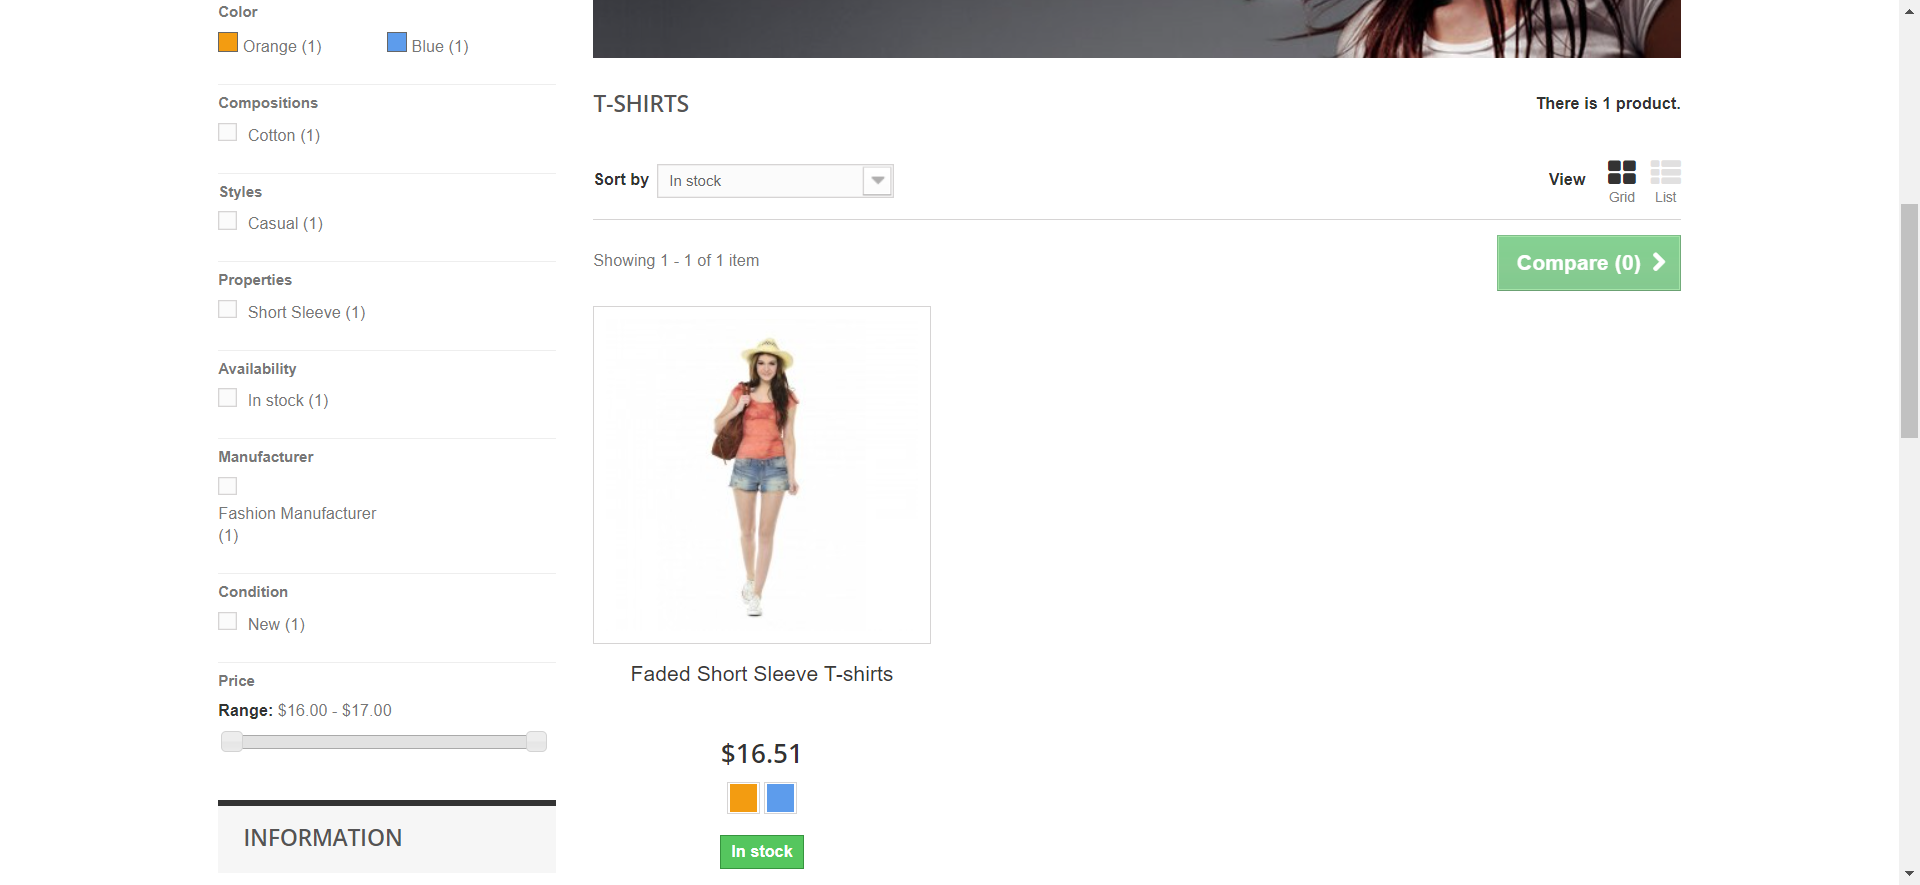 Color
Orange (1)
Blue (1)
Compositions
Cotton (1)
Styles
Casual (1)
Properties
Short Sleeve (1)
Availability
In stock (1)
Manufacturer
Fashion Manufacturer
(1)
Condition
New (1)
Price
Range: $16.00 - $17.00
INFORMATION
T-SHIRTS
There is 1 product.
Sort by
In stock
View
Grid
List
Showing 1 - 1 of 1 item
Compare (0)
Faded Short Sleeve T-shirts
$16.51
In stock